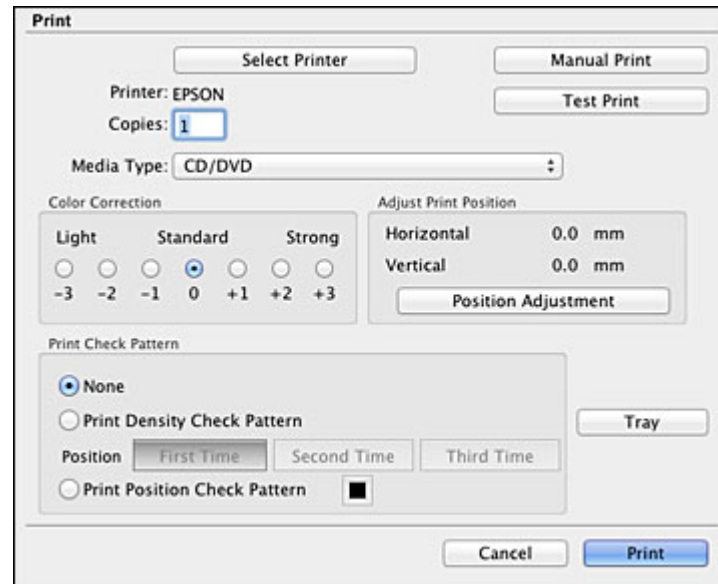 Print
Select Printer
Manual Print
Printer: EPSON
Test Print
Copies: 1
Media Type: CD/DVD
Color Correction
Adjust Print Position
Light Standard Strong
-3 -2 -1 0 +1 +2 +3
Horizontal 0.0 mm
Vertical 0.0 mm
Position Adjustment
Print Check Pattern
None
Print Density Check Pattern
Tray
Position First Time Second Time Third Time
Print Position Check Pattern
Cancel Print